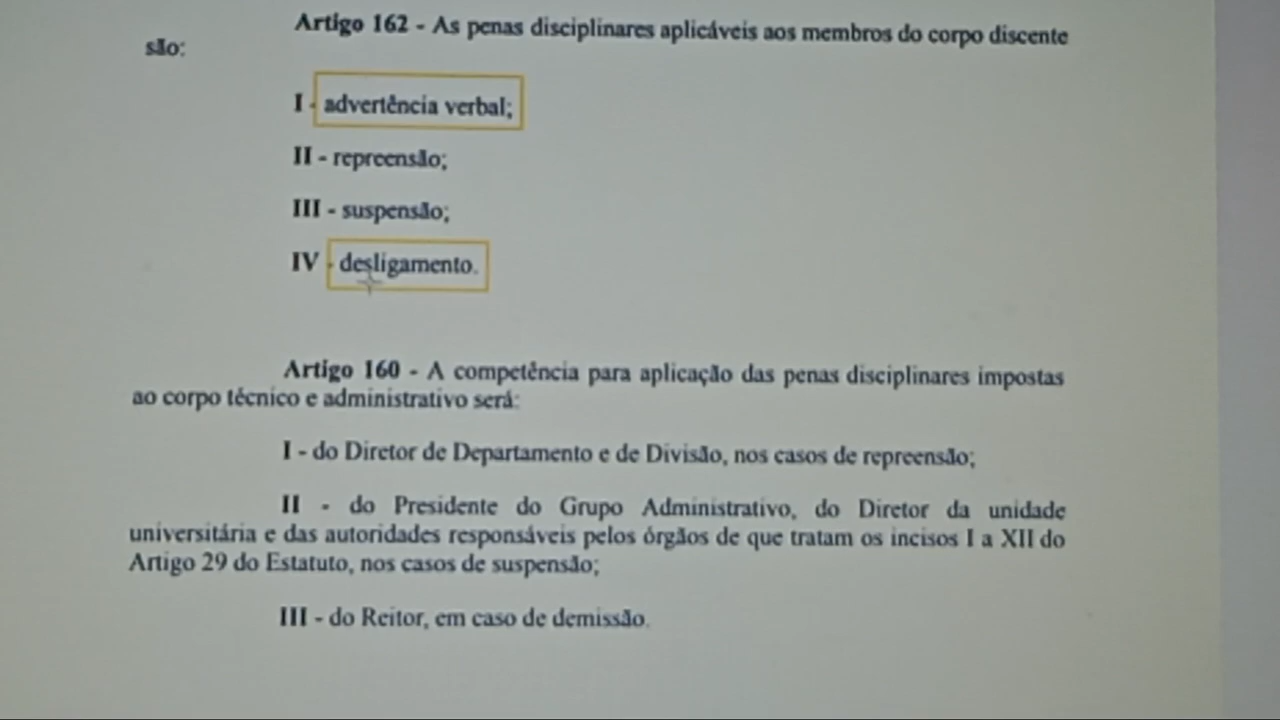 Artigo 162 - As penas disciplinares aplicáveis aos membros do corpo discente
são:
I - advertência verbal;
II - repreensão;
III - suspensão;
IV - desligamento.
Artigo 160 - A competência para aplicação das penas disciplinares impostas
ao corpo técnico e administrativo será:
I - do Diretor de Departamento e de Divisão, nos casos de repreensão;
II - do Presidente do Grupo Administrativo, do Diretor da unidade
universitária e das autoridades responsáveis pelos órgãos de que tratam os incisos I a XII do
Artigo 29 do Estatuto, nos casos de suspensão;
III - do Reitor, em caso de demissão.